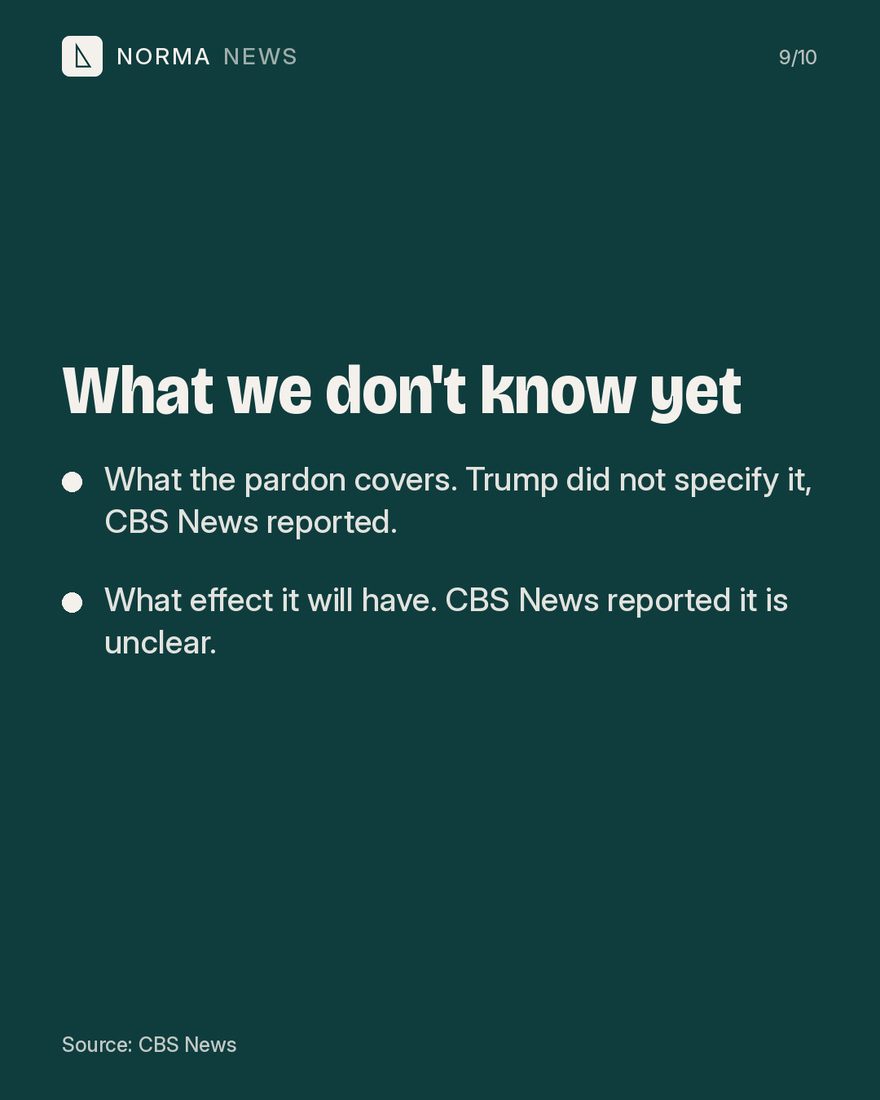 NORMA NEWS
9/10
What we don't know yet
What the pardon covers. Trump did not specify it,
CBS News reported.
What effect it will have. CBS News reported it is
unclear.
Source: CBS News